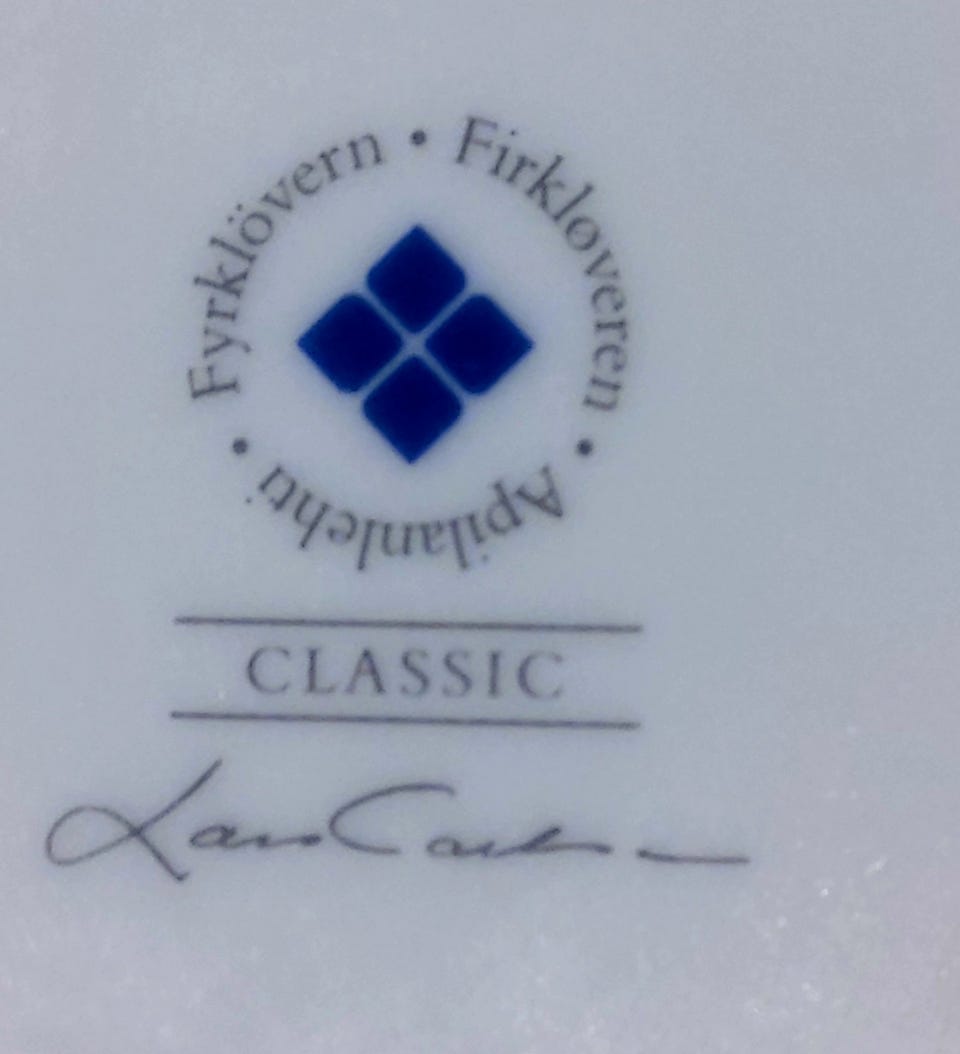 Fyrklövern • Firkløveren • Apilanlehti •
CLASSIC